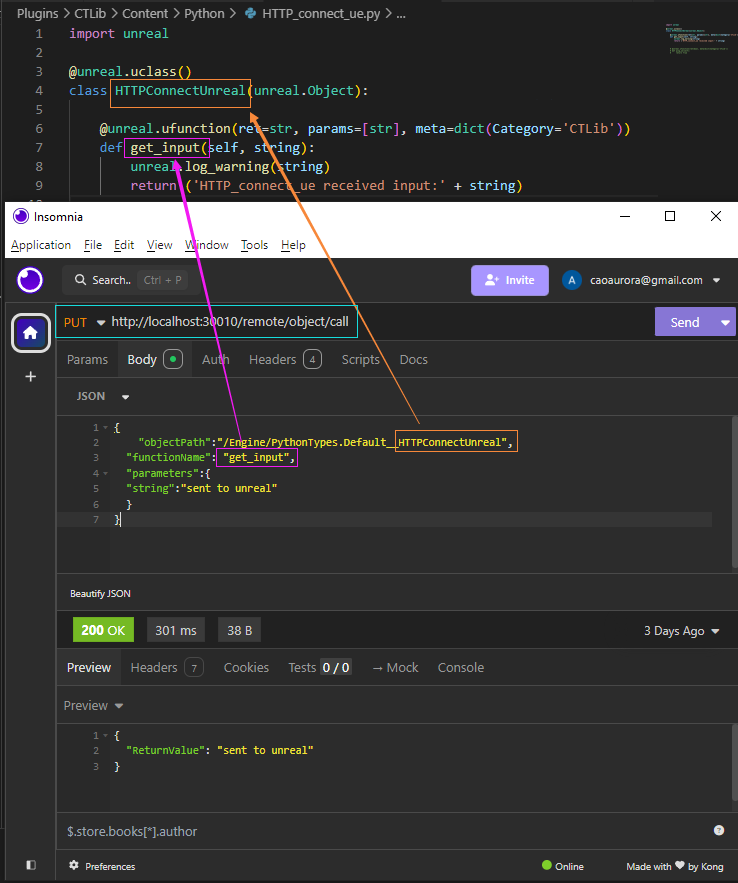 Plugins > CTLib > Content > Python > HTTP_connect_ue.py > ...
1 import unreal
2
3 @unreal.uclass()
4 class HTTPConnectUnreal(unreal.Object):
5
6 @unreal.ufunction(ret=str, params=[str], meta=dict(Category='CTLib'))
7 def get_input(self, string):
8 unreal.log_warning(string)
9 return ('HTTP_connect_ue received input:' + string)
Insomnia
Application File Edit View Window Tools Help
Search.. Ctrl + P Invite A caoaurora@gmail.com
PUT http://localhost:30010/remote/object/call Send
Params Body Auth Headers 4 Scripts Docs
JSON
1 {
2 "objectPath":"/Engine/PythonTypes.Default__HTTPConnectUnreal",
3 "functionName": "get_input",
4 "parameters":{
5 "string":"sent to unreal"
6 }
7 }
Beautify JSON
200 OK 301 ms 38 B 3 Days Ago
Preview Headers 7 Cookies Tests 0 / 0 → Mock Console
Preview
1 {
2 "ReturnValue": "sent to unreal"
3 }
$.store.books[*].author
Preferences Online Made with ♥ by Kong